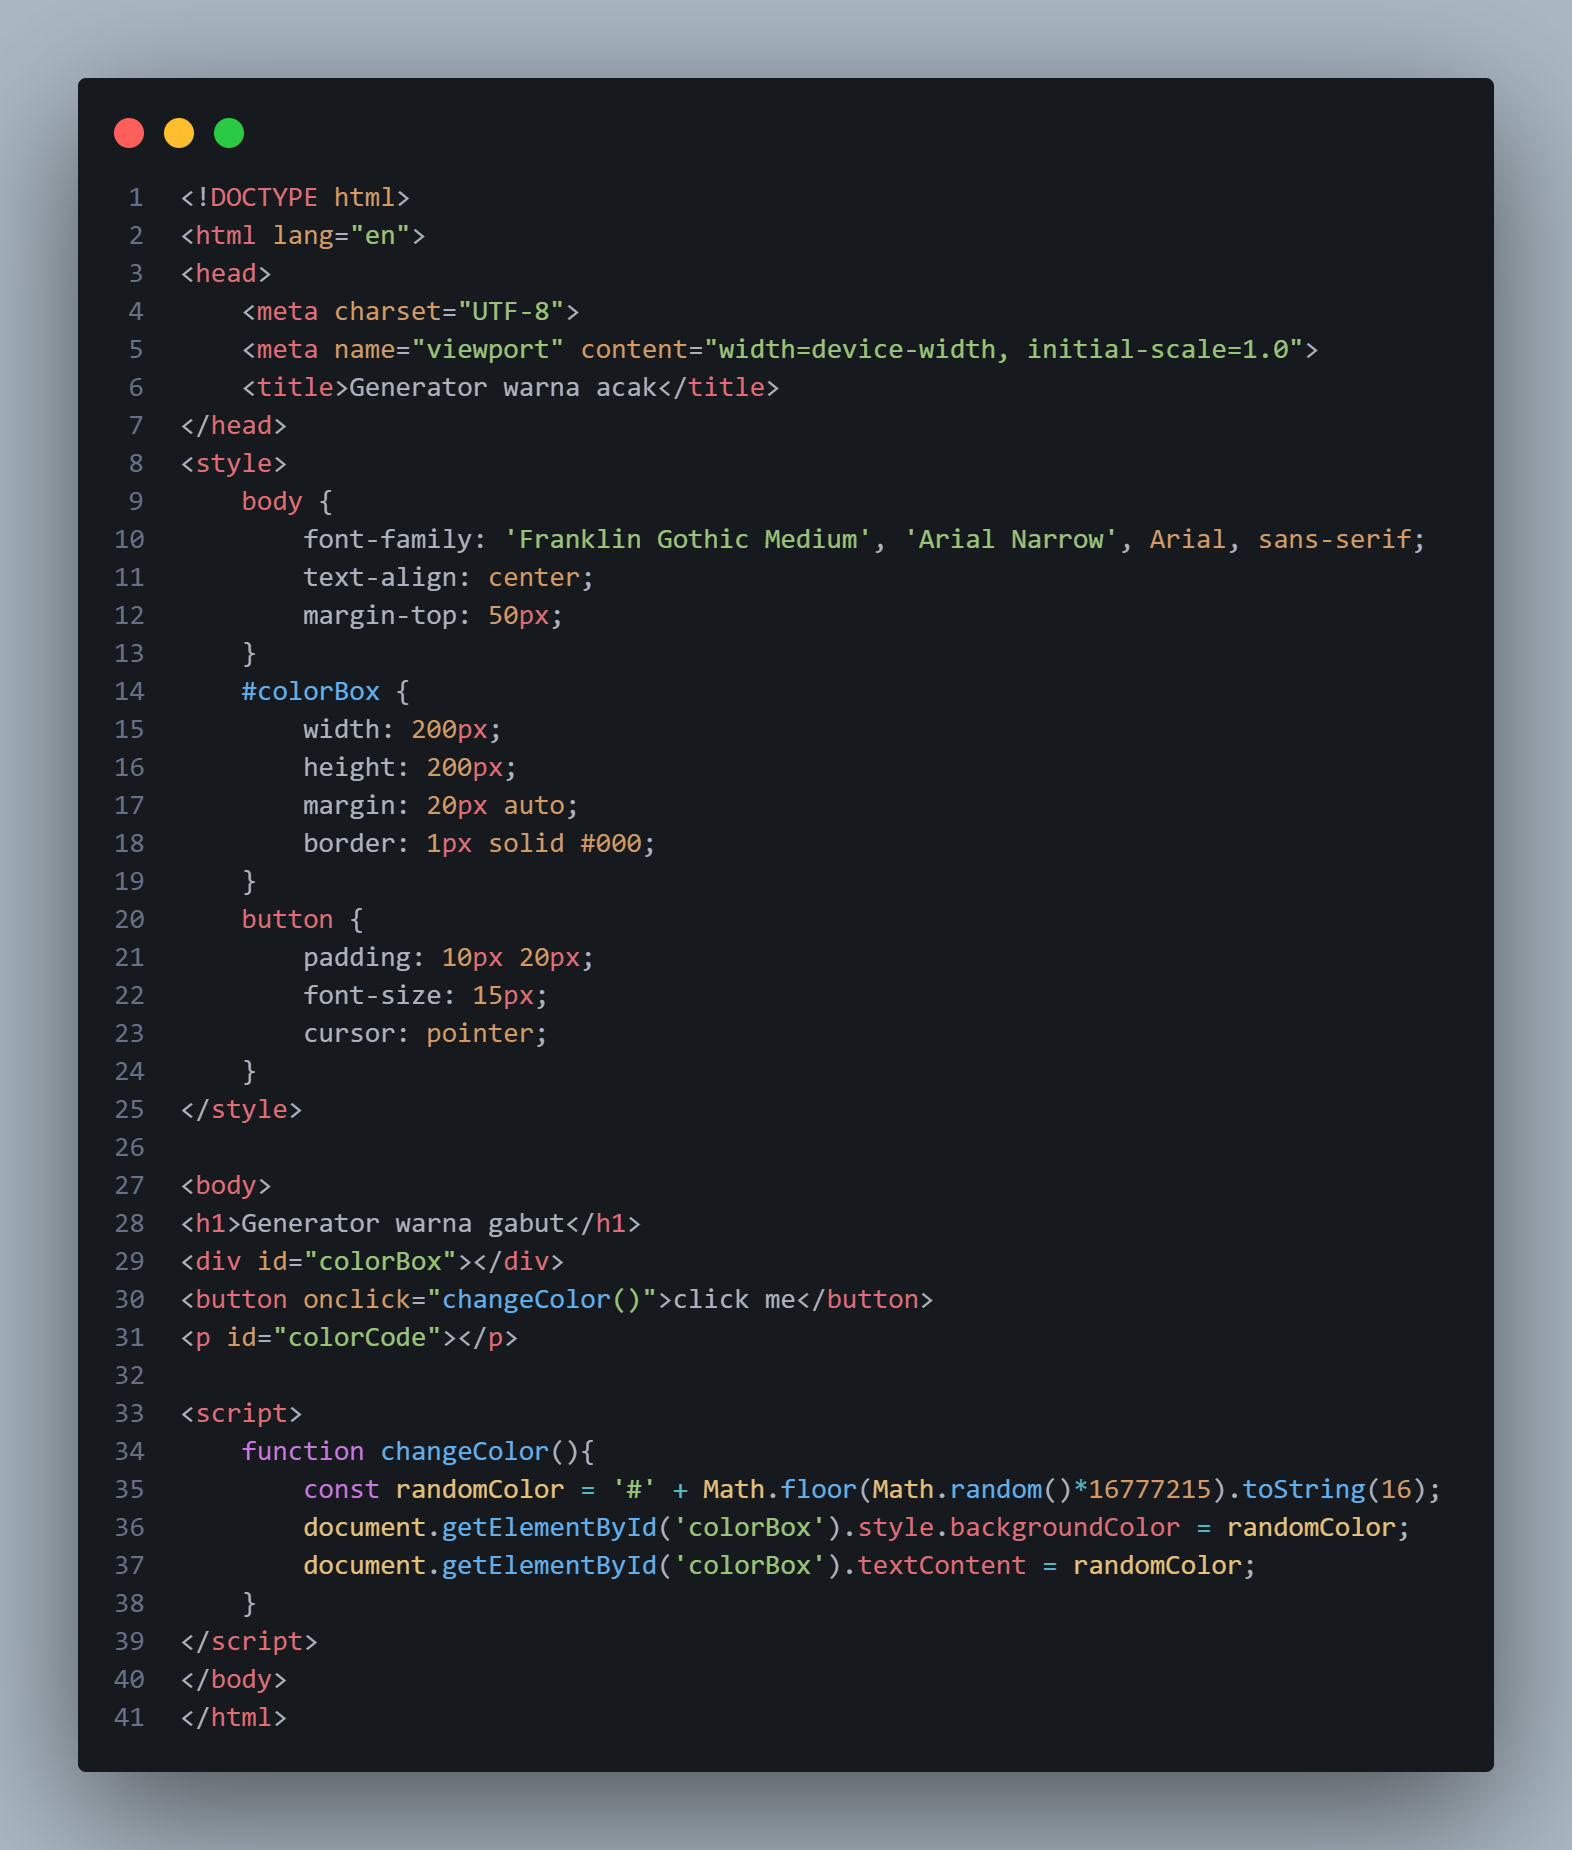 1 <!DOCTYPE html>
2 <html lang="en">
3 <head>
4     <meta charset="UTF-8">
5     <meta name="viewport" content="width=device-width, initial-scale=1.0">
6     <title>Generator warna acak</title>
7 </head>
8 <style>
9     body {
10         font-family: 'Franklin Gothic Medium', 'Arial Narrow', Arial, sans-serif;
11         text-align: center;
12         margin-top: 50px;
13     }
14     #colorBox {
15         width: 200px;
16         height: 200px;
17         margin: 20px auto;
18         border: 1px solid #000;
19     }
20     button {
21         padding: 10px 20px;
22         font-size: 15px;
23         cursor: pointer;
24     }
25 </style>
26
27 <body>
28 <h1>Generator warna gabut</h1>
29 <div id="colorBox"></div>
30 <button onclick="changeColor()">click me</button>
31 <p id="colorCode"></p>
32
33 <script>
34     function changeColor(){
35         const randomColor = '#' + Math.floor(Math.random()*16777215).toString(16);
36         document.getElementById('colorBox').style.backgroundColor = randomColor;
37         document.getElementById('colorBox').textContent = randomColor;
38     }
39 </script>
40 </body>
41 </html>